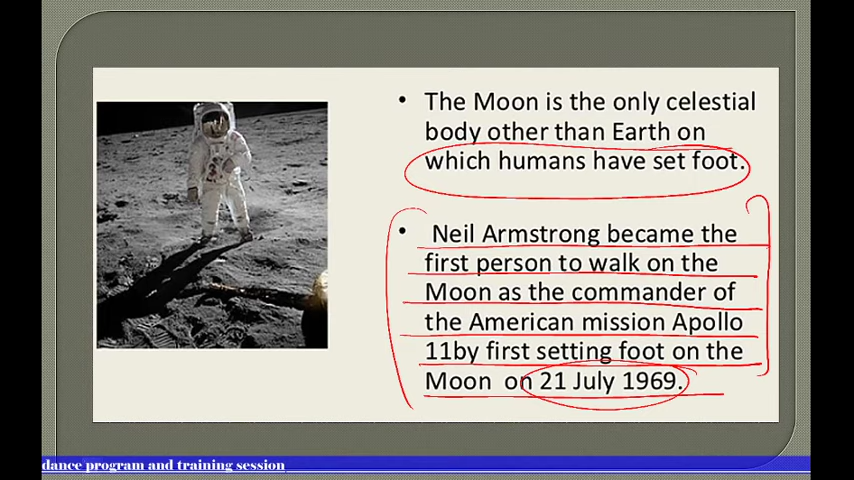 • The Moon is the only celestial
body other than Earth on
which humans have set foot.
• Neil Armstrong became the
first person to walk on the
Moon as the commander of
the American mission Apollo
11by first setting foot on the
Moon on 21 July 1969.
dance program and training session